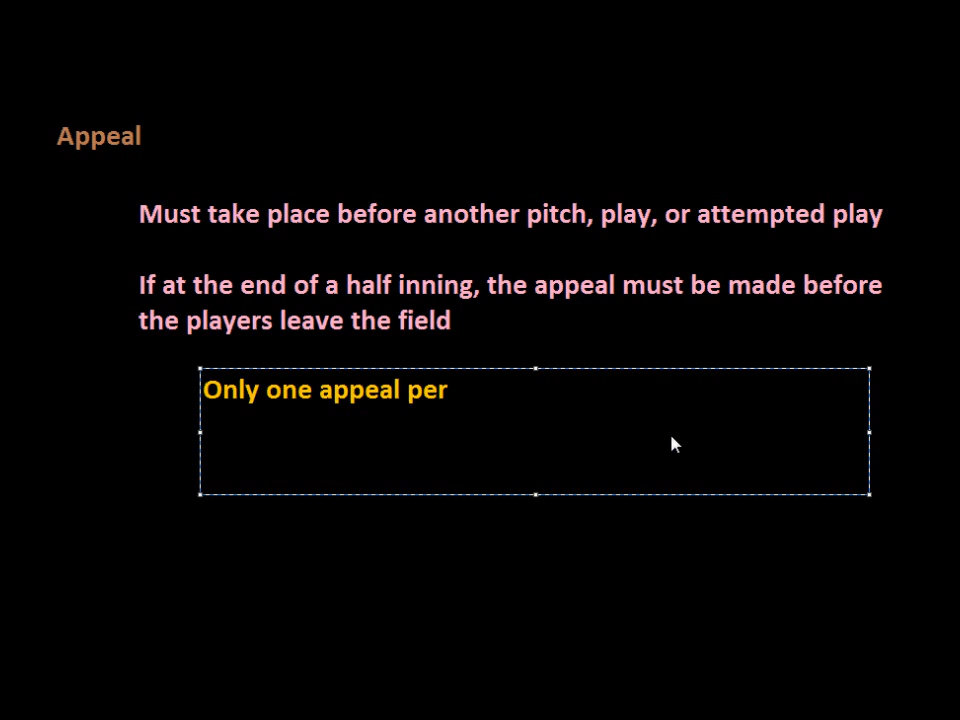 Appeal
Must take place before another pitch, play, or attempted play
If at the end of a half inning, the appeal must be made before
the players leave the field
Only one appeal per